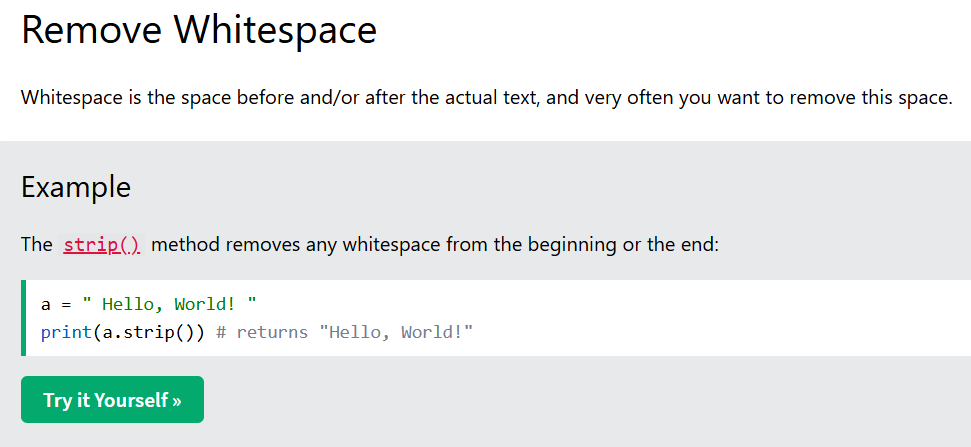 Remove Whitespace
Whitespace is the space before and/or after the actual text, and very often you want to remove this space.
Example
The strip() method removes any whitespace from the beginning or the end:
a = " Hello, World! "
print(a.strip()) # returns "Hello, World!"
Try it Yourself »